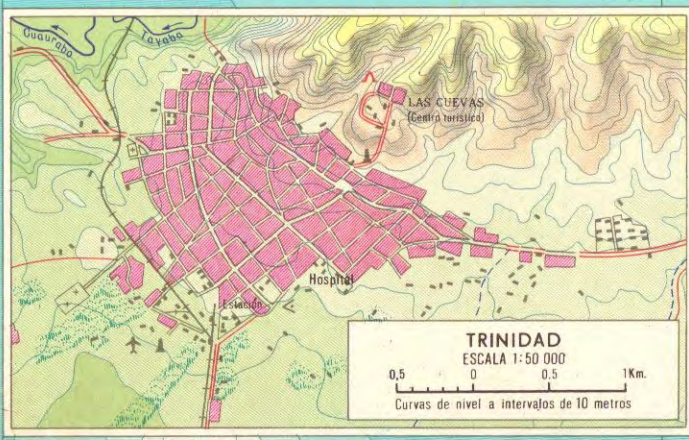 Guaurabo
Tayaba
LAS CUEVAS
(Centro turístico)
Hospital
Estación
TRINIDAD
ESCALA 1:50 000
0,5 0 0,5 1Km.
Curvas de nivel a intervalos de 10 metros